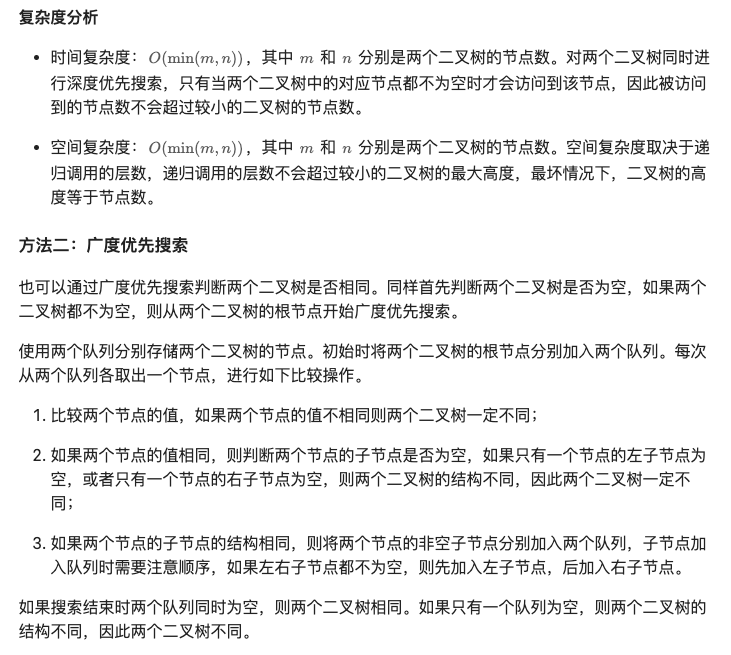 复杂度分析
• 时间复杂度：O(min(m, n))，其中 m 和 n 分别是两个二叉树的节点数。对两个二叉树同时进
行深度优先搜索，只有当两个二叉树中的对应节点都不为空时才会访问到该节点，因此被访问
到的节点数不会超过较小的二叉树的节点数。
• 空间复杂度：O(min(m, n))，其中 m 和 n 分别是两个二叉树的节点数。空间复杂度取决于递
归调用的层数，递归调用的层数不会超过较小的二叉树的最大高度，最坏情况下，二叉树的高
度等于节点数。
方法二：广度优先搜索
也可以通过广度优先搜索判断两个二叉树是否相同。同样首先判断两个二叉树是否为空，如果两个
二叉树都不为空，则从两个二叉树的根节点开始广度优先搜索。
使用两个队列分别存储两个二叉树的节点。初始时将两个二叉树的根节点分别加入两个队列。每次
从两个队列各取出一个节点，进行如下比较操作。
1. 比较两个节点的值，如果两个节点的值不相同则两个二叉树一定不同；
2. 如果两个节点的值相同，则判断两个节点的子节点是否为空，如果只有一个节点的左子节点为
空，或者只有一个节点的右子节点为空，则两个二叉树的结构不同，因此两个二叉树一定不
同；
3. 如果两个节点的子节点的结构相同，则将两个节点的非空子节点分别加入两个队列，子节点加
入队列时需要注意顺序，如果左右子节点都不为空，则先加入左子节点，后加入右子节点。
如果搜索结束时两个队列同时为空，则两个二叉树相同。如果只有一个队列为空，则两个二叉树的
结构不同，因此两个二叉树不同。